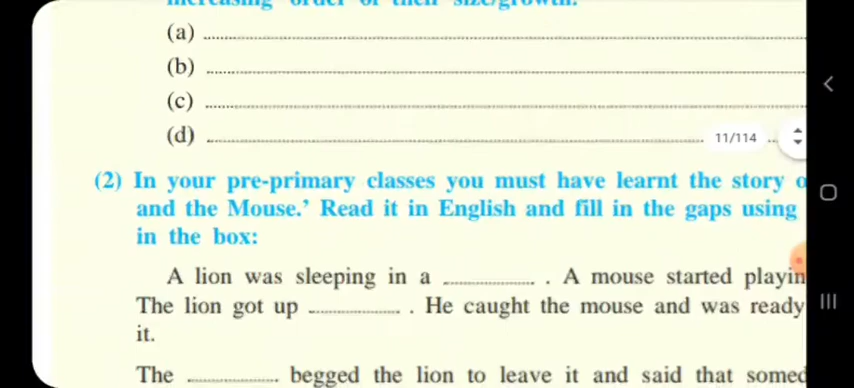 (a)
(b)
(c)
(d)
11/114
(2) In your pre-primary classes you must have learnt the story
and the Mouse.' Read it in English and fill in the gaps using
in the box:
A lion was sleeping in a .................... . A mouse started
The lion got up .................... . He caught the mouse and was ready
it.
The .................... begged the lion to leave it and said that